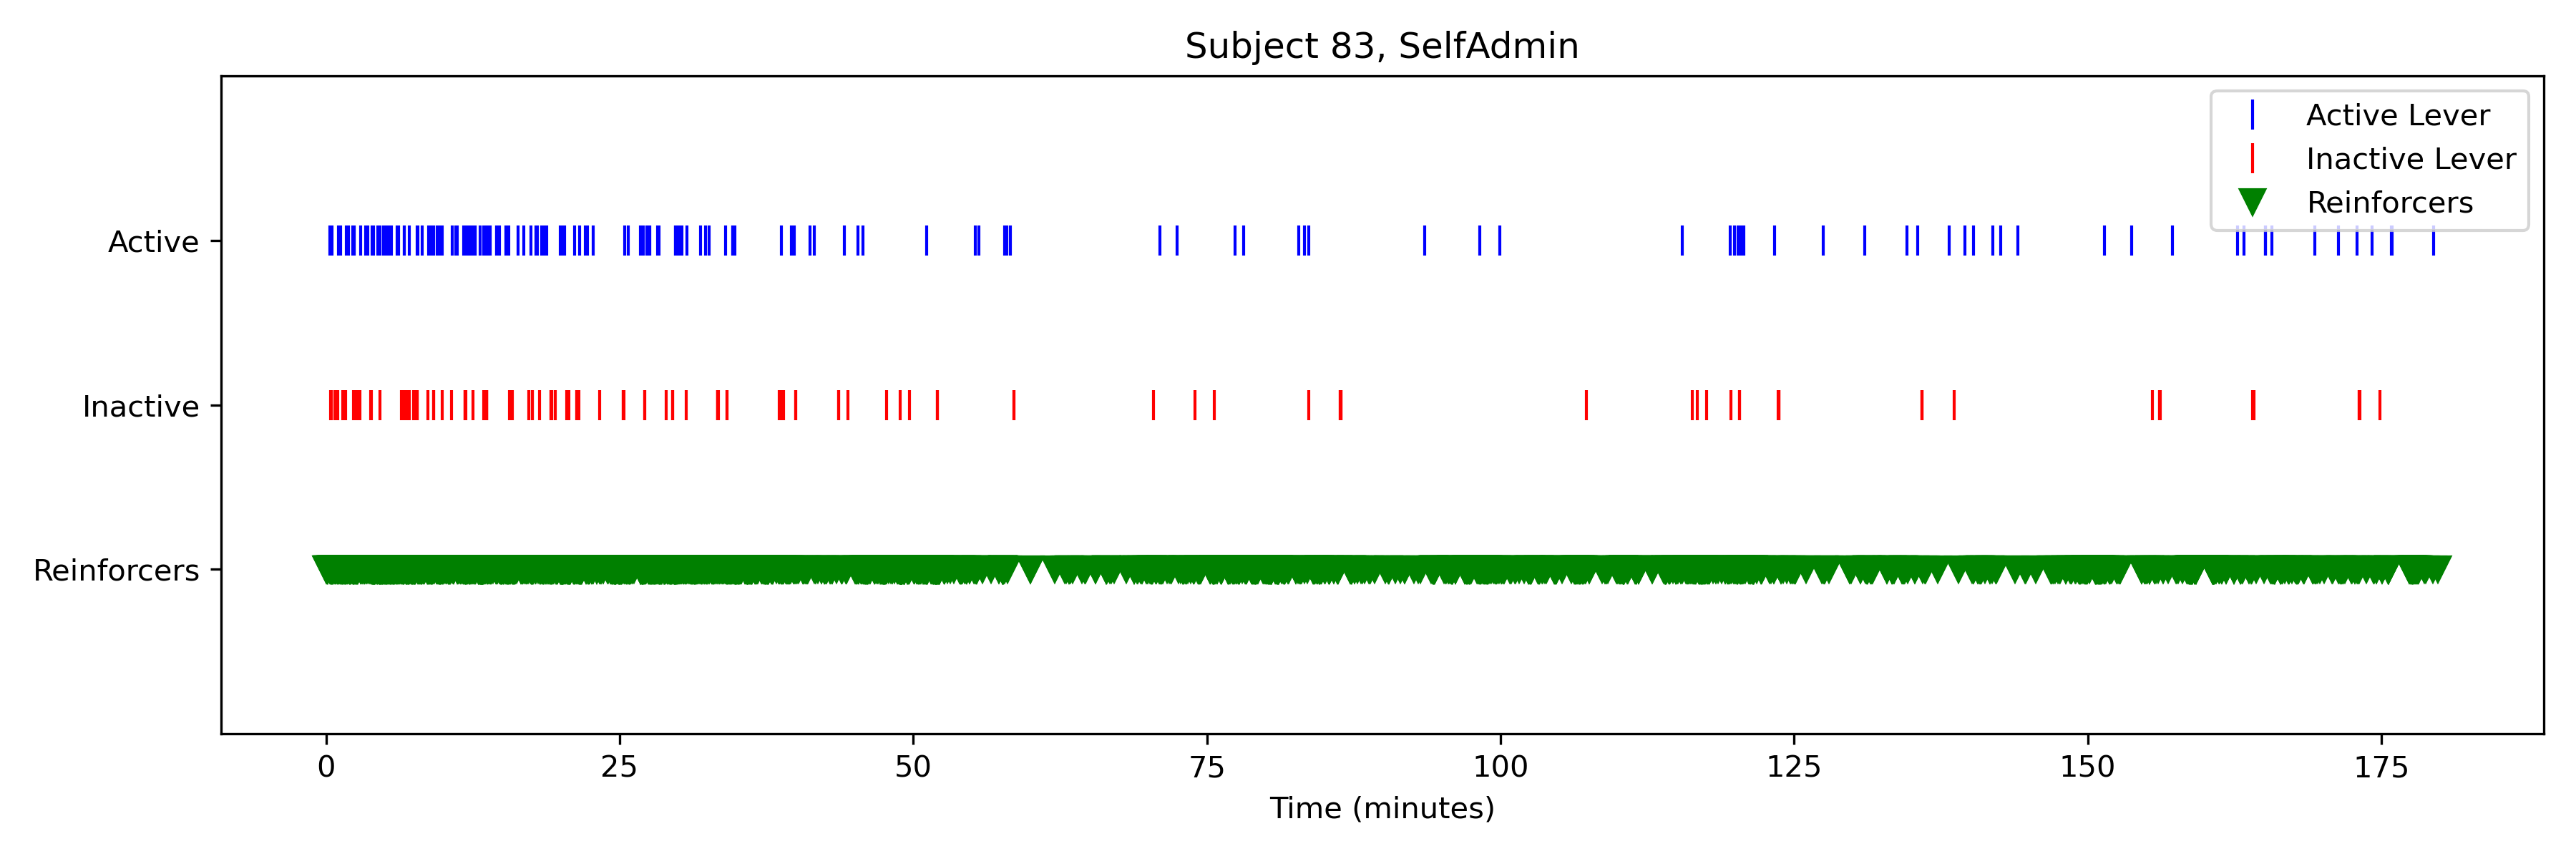 Subject 83, SelfAdmin
Active Lever
Inactive Lever
Reinforcers
Active
Inactive
Reinforcers
0 25 50 75 100 125 150 175
Time (minutes)